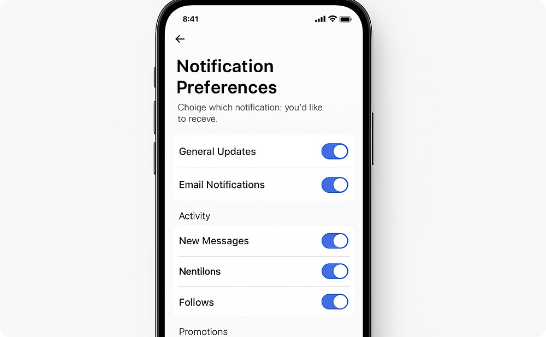 8:41
Notification
Preferences
Choige which notification: you'd like
to receve.
General Updates
Email Notifications
Activity
New Messages
Nentilons
Follows
Promotions